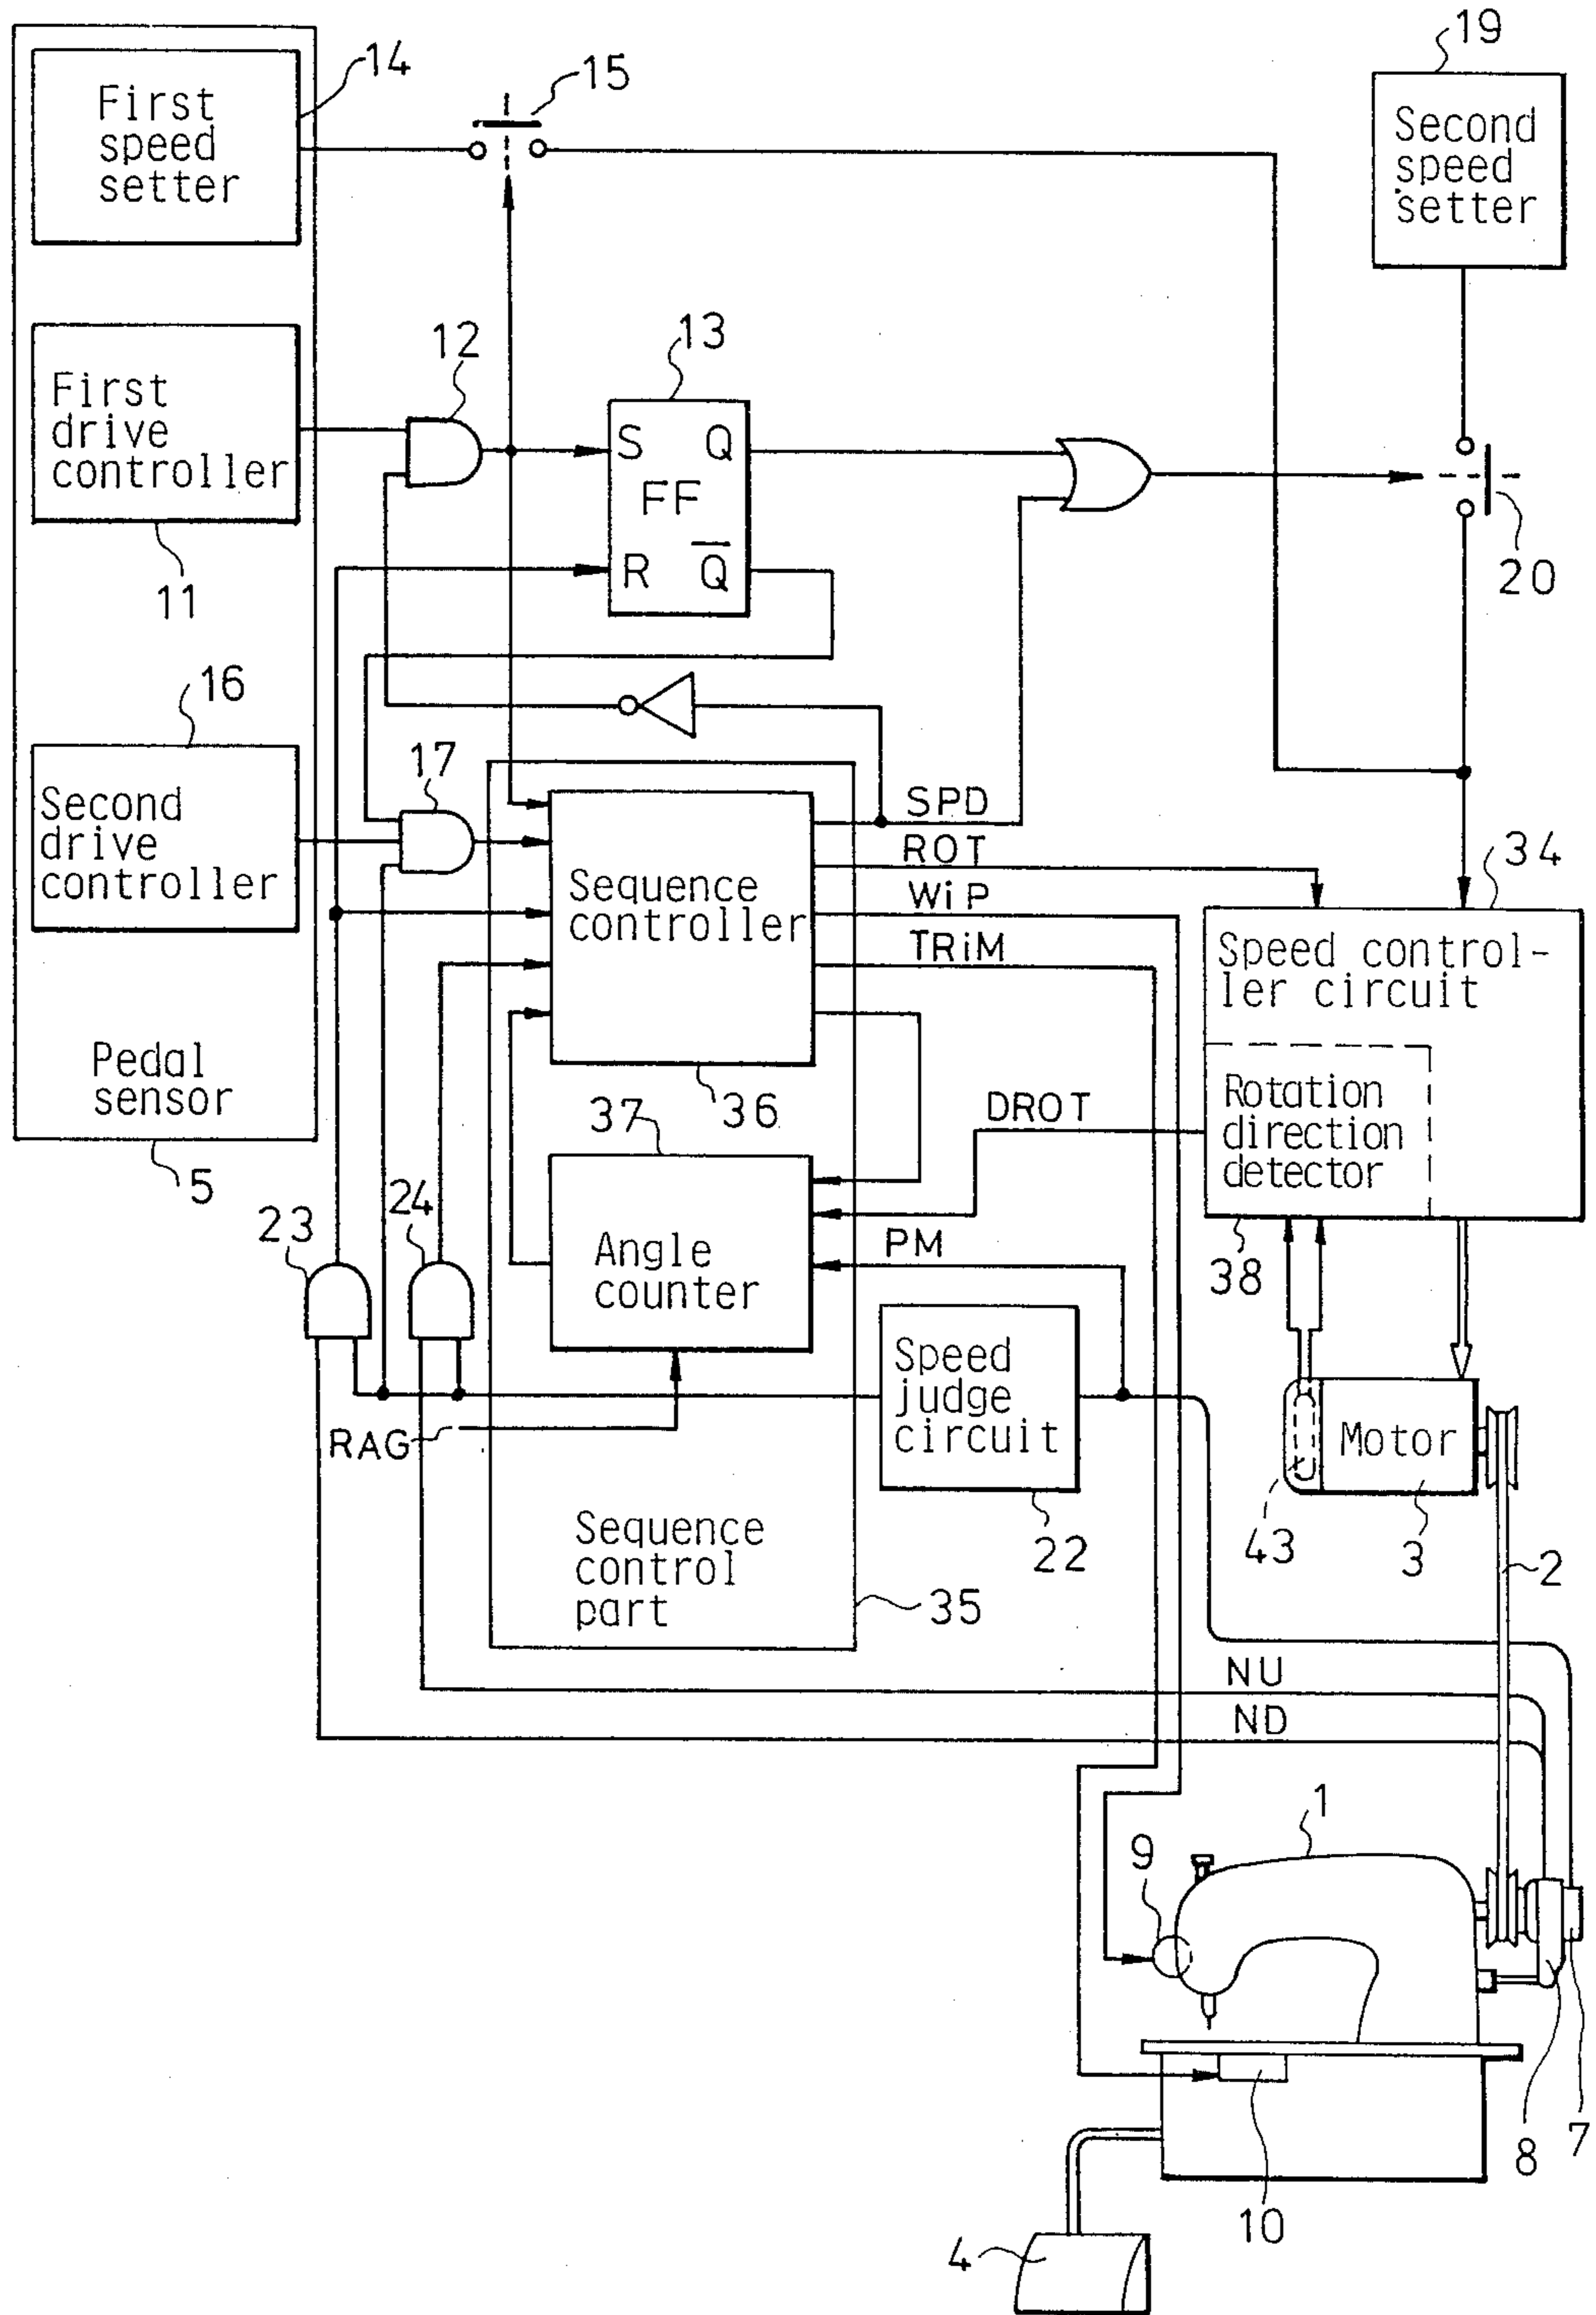 19
14
15
First
speed
setter
Second
speed
setter
12
13
First
drive
controller
S Q
FF
R Q̅
20
11
16
17
Second
drive
controller
SPD
ROT
WiP
TRiM
34
Sequence
controller
Speed control-
ler circuit
Pedal
sensor
36
37
DROT
Rotation
direction
detector
5
24
23
PM
38
Angle
counter
Speed
judge
circuit
RAG
Motor
43
3
2
22
Sequence
control
part
35
NU
ND
1
9
8
7
10
4